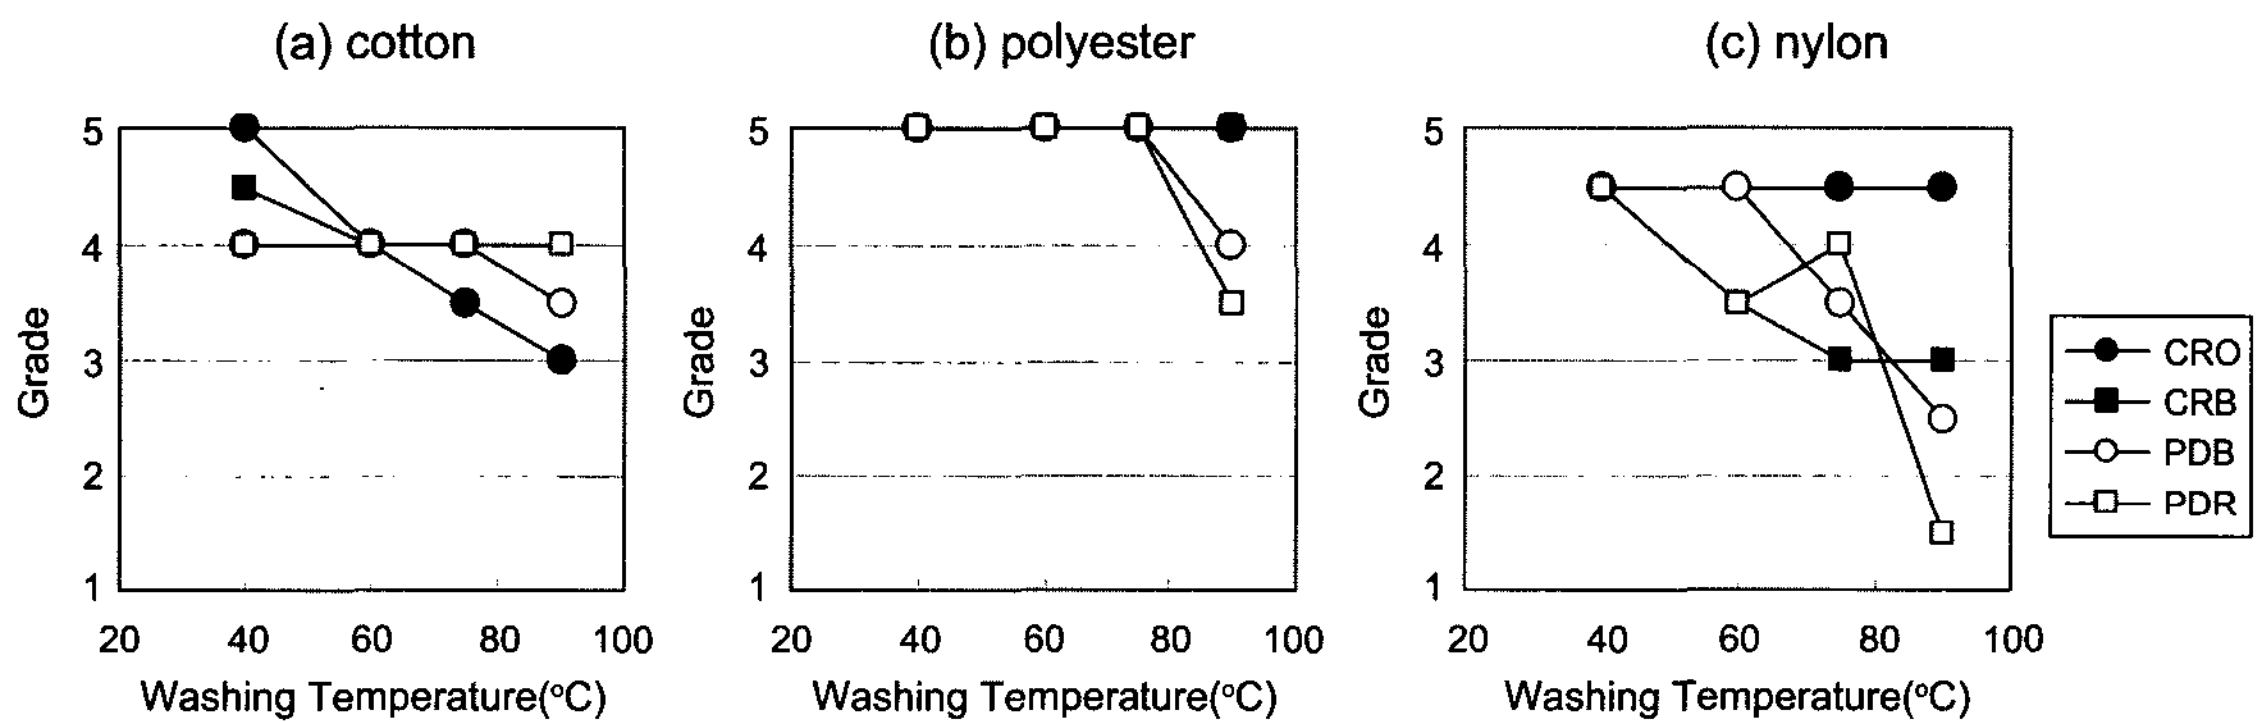 (a) cotton
5
4
3
2
1
Grade
20 40 60 80 100
Washing Temperature(°C)
(b) polyester
5
4
3
2
1
Grade
20 40 60 80 100
Washing Temperature(°C)
(c) nylon
5
4
3
2
1
Grade
20 40 60 80 100
Washing Temperature(°C)
CRO
CRB
PDB
PDR